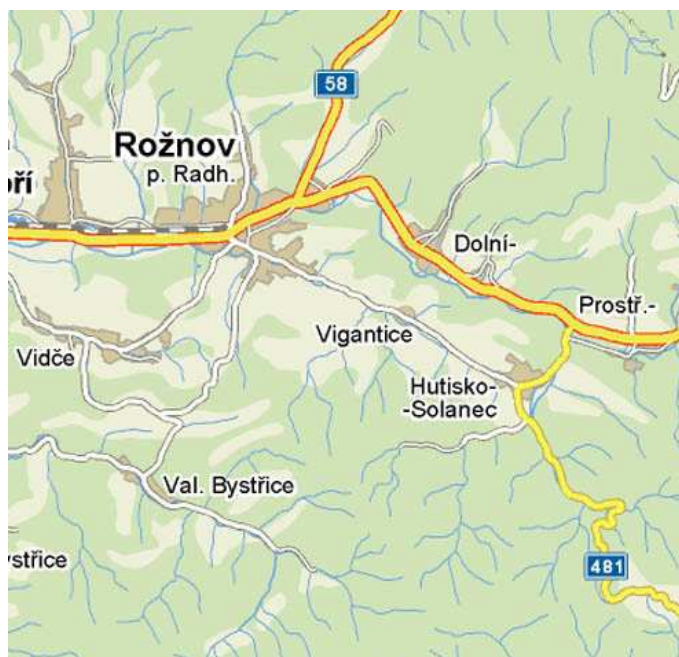 58
Rožnov
p. Radh.
ří
Dolní-
Prostř.-
Vidče
Vigantice
Hutisko-
-Solanec
Val. Bystřice
ystřice
481